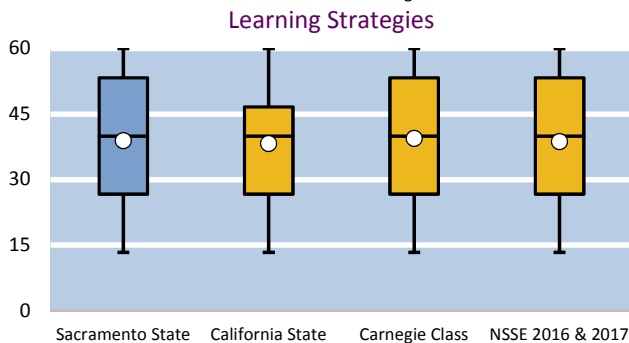 Learning Strategies
60
45
30
15
0
Sacramento State California State Carnegie Class NSSE 2016 & 2017